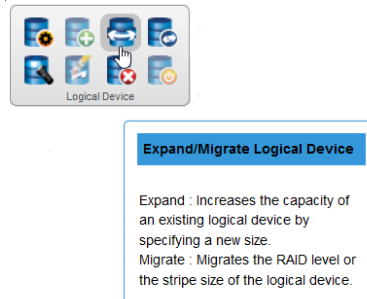 Logical Device
Expand/Migrate Logical Device
Expand : Increases the capacity of
an existing logical device by
specifying a new size.
Migrate : Migrates the RAID level or
the stripe size of the logical device.